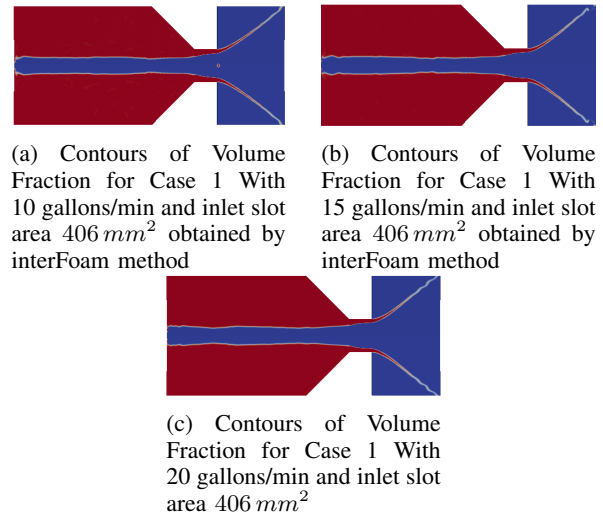 (a) Contours of Volume
Fraction for Case 1 With
10 gallons/min and inlet slot
area 406 mm² obtained by
interFoam method
(b) Contours of Volume
Fraction for Case 1 With
15 gallons/min and inlet slot
area 406 mm² obtained by
interFoam method
(c) Contours of Volume
Fraction for Case 1 With
20 gallons/min and inlet slot
area 406 mm²